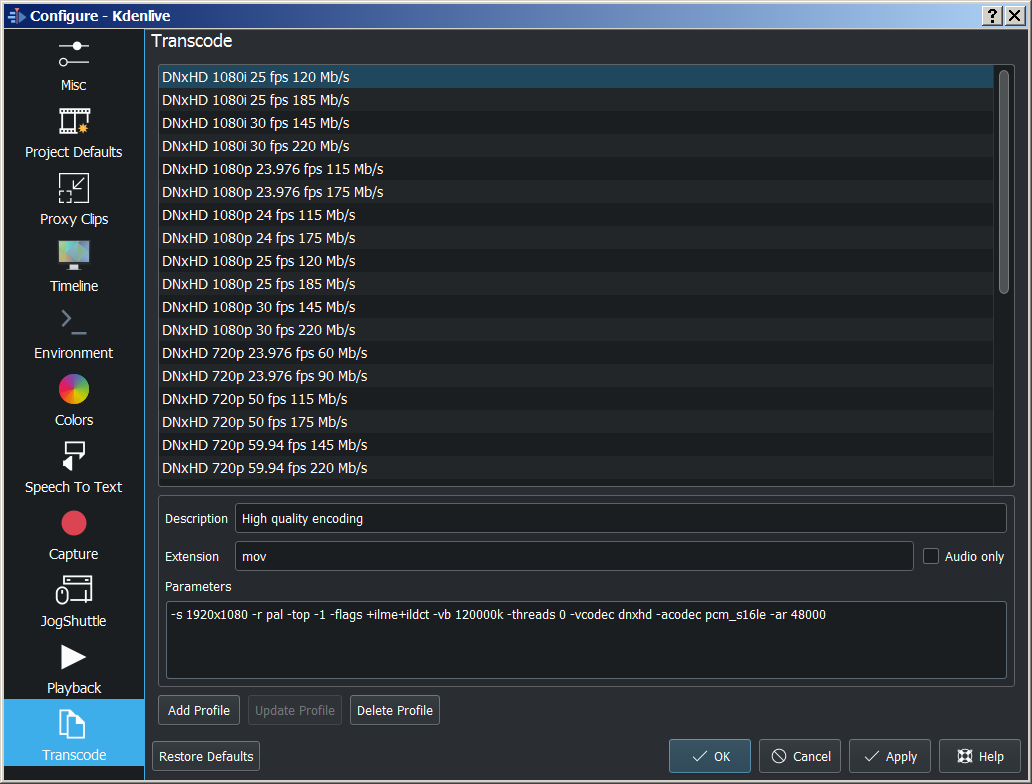 Configure - Kdenlive
Misc
Project Defaults
Proxy Clips
Timeline
Environment
Colors
Speech To Text
Capture
JogShuttle
Playback
Transcode
Transcode
DNxHD 1080i 25 fps 120 Mb/s
DNxHD 1080i 25 fps 185 Mb/s
DNxHD 1080i 30 fps 145 Mb/s
DNxHD 1080i 30 fps 220 Mb/s
DNxHD 1080p 23.976 fps 115 Mb/s
DNxHD 1080p 23.976 fps 175 Mb/s
DNxHD 1080p 24 fps 115 Mb/s
DNxHD 1080p 24 fps 175 Mb/s
DNxHD 1080p 25 fps 120 Mb/s
DNxHD 1080p 25 fps 185 Mb/s
DNxHD 1080p 30 fps 145 Mb/s
DNxHD 1080p 30 fps 220 Mb/s
DNxHD 720p 23.976 fps 60 Mb/s
DNxHD 720p 23.976 fps 90 Mb/s
DNxHD 720p 50 fps 115 Mb/s
DNxHD 720p 50 fps 175 Mb/s
DNxHD 720p 59.94 fps 145 Mb/s
DNxHD 720p 59.94 fps 220 Mb/s
Description High quality encoding
Extension mov Audio only
Parameters
-s 1920x1080 -r pal -top -1 -flags +ilme+ildct -vb 120000k -threads 0 -vcodec dnxhd -acodec pcm_s16le -ar 48000
Add Profile Update Profile Delete Profile
Restore Defaults OK Cancel Apply Help